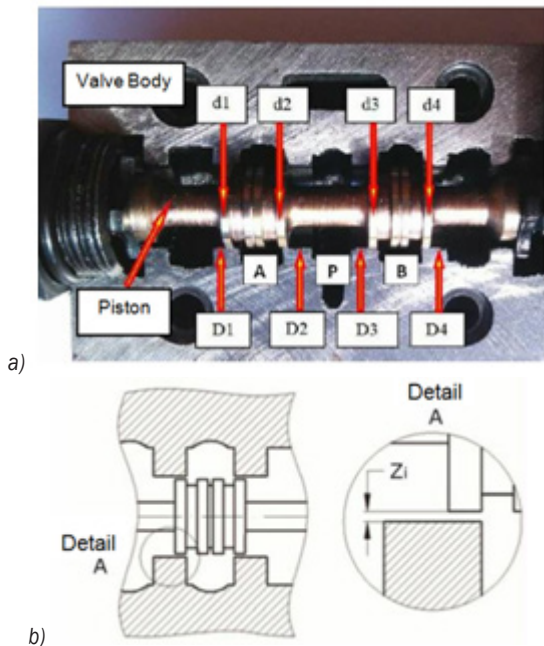 Valve Body
d1 d2 d3 d4
A P B
Piston
D1 D2 D3 D4
a)
Detail
A
Zi
Detail
A
b)